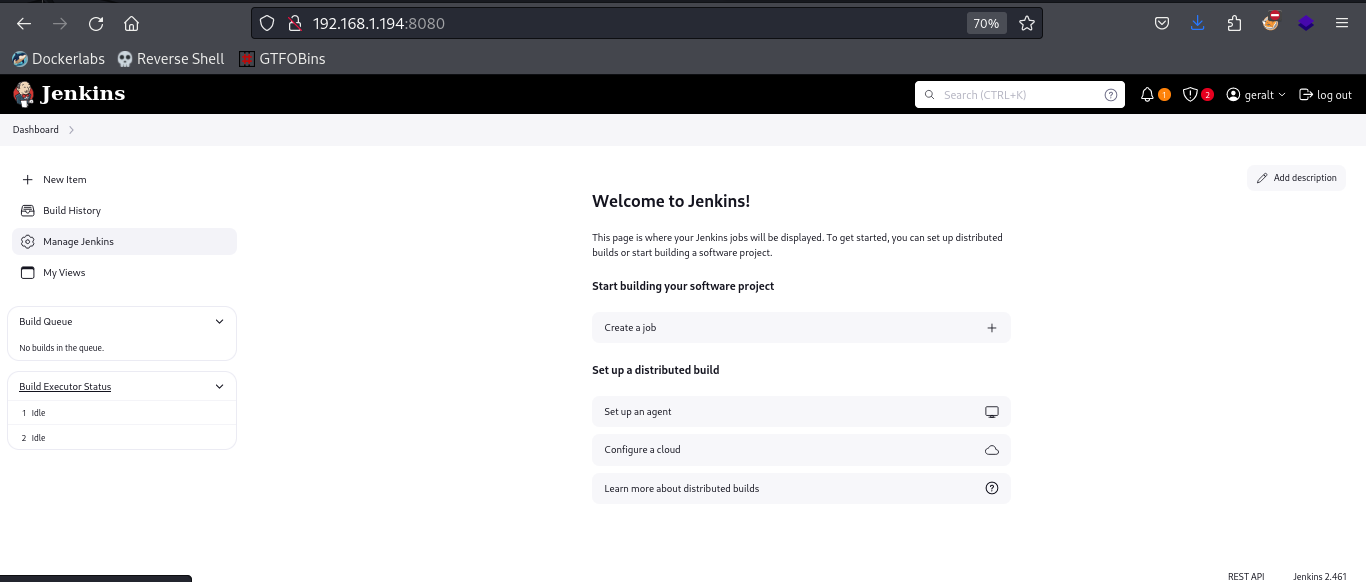 192.168.1.194:8080
70%
Dockerlabs
Reverse Shell
GTFOBins
Jenkins
Search (CTRL+K)
1
2
geralt
log out
Dashboard
New Item
Build History
Manage Jenkins
My Views
Add description
Welcome to Jenkins!
This page is where your Jenkins jobs will be displayed. To get started, you can set up distributed
builds or start building a software project.
Start building your software project
Create a job
Set up a distributed build
Set up an agent
Configure a cloud
Learn more about distributed builds
Build Queue
No builds in the queue.
Build Executor Status
1 Idle
2 Idle
REST API
Jenkins 2.461